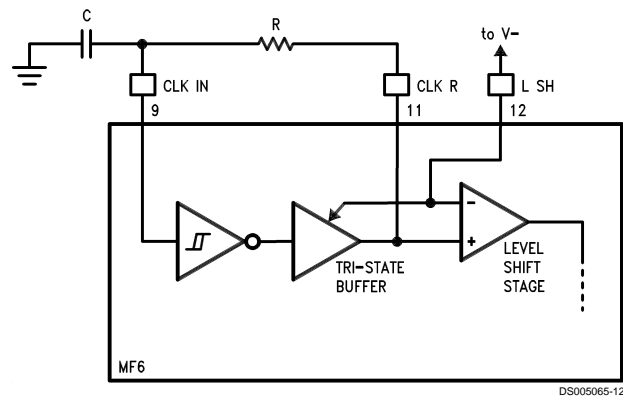 C
R
to V-
CLK IN
CLK R
L SH
9
11
12
-
+
TRI-STATE
BUFFER
LEVEL
SHIFT
STAGE
MF6
DS005065-12